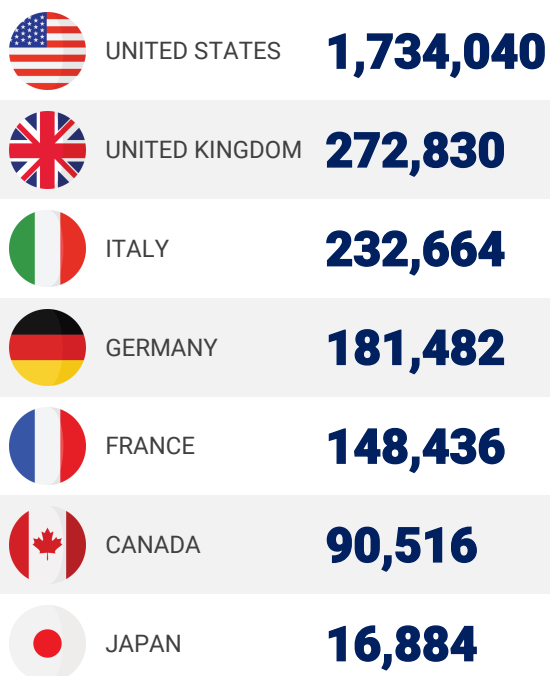 UNITED STATES 1,734,040
UNITED KINGDOM 272,830
ITALY 232,664
GERMANY 181,482
FRANCE 148,436
CANADA 90,516
JAPAN 16,884